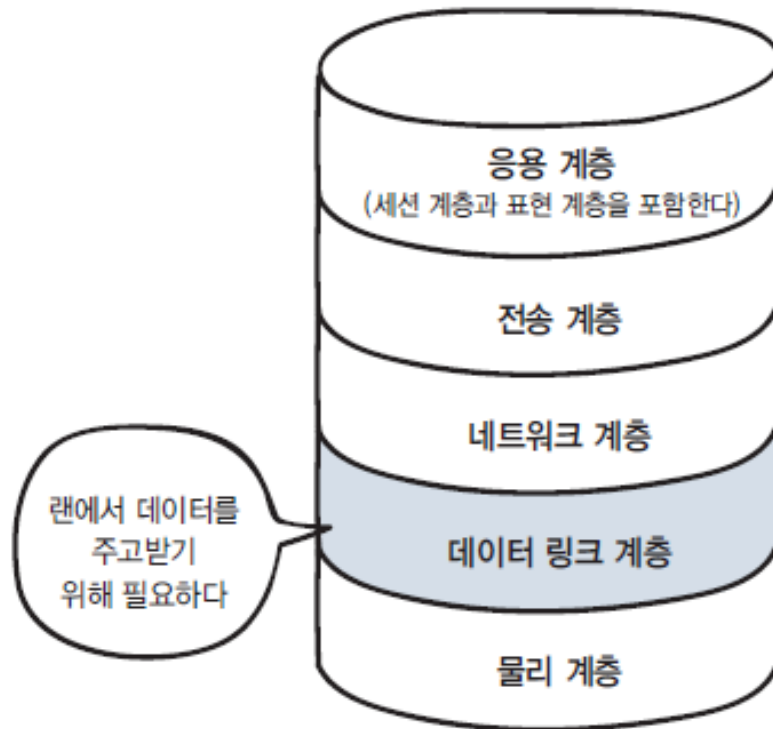 응용 계층
(세션 계층과 표현 계층을 포함한다)
전송 계층
네트워크 계층
랜에서 데이터를
주고받기
위해 필요하다
데이터 링크 계층
물리 계층